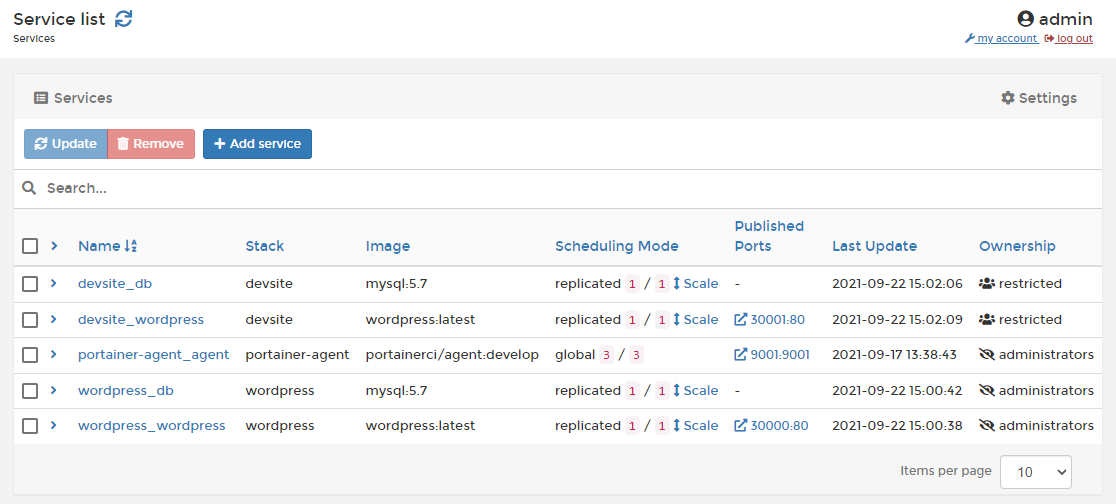 Service list
admin
Services
my account log out
Services
Settings
Update Remove Add service
Search...
Name Stack Image Scheduling Mode Published Ports Last Update Ownership
devsite_db devsite mysql:5.7 replicated 1 / 1 Scale - 2021-09-22 15:02:06 restricted
devsite_wordpress devsite wordpress:latest replicated 1 / 1 Scale 30001:80 2021-09-22 15:02:09 restricted
portainer-agent_agent portainer-agent portainerci/agent:develop global 3 / 3 9001:9001 2021-09-17 13:38:43 administrators
wordpress_db wordpress mysql:5.7 replicated 1 / 1 Scale - 2021-09-22 15:00:42 administrators
wordpress_wordpress wordpress wordpress:latest replicated 1 / 1 Scale 30000:80 2021-09-22 15:00:38 administrators
Items per page 10